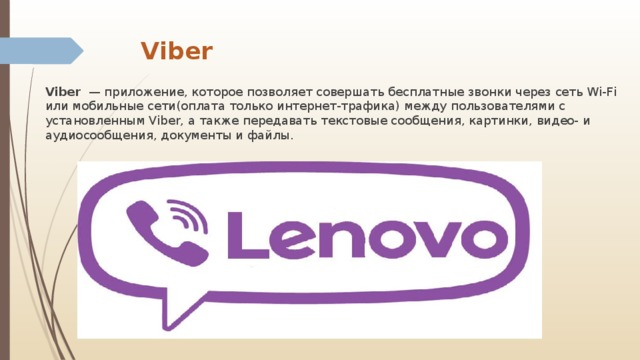 Viber
Viber — приложение, которое позволяет совершать бесплатные звонки через сеть Wi-Fi
или мобильные сети(оплата только интернет-трафика) между пользователями с
установленным Viber, а также передавать текстовые сообщения, картинки, видео- и
аудиосообщения, документы и файлы.
Lenovo